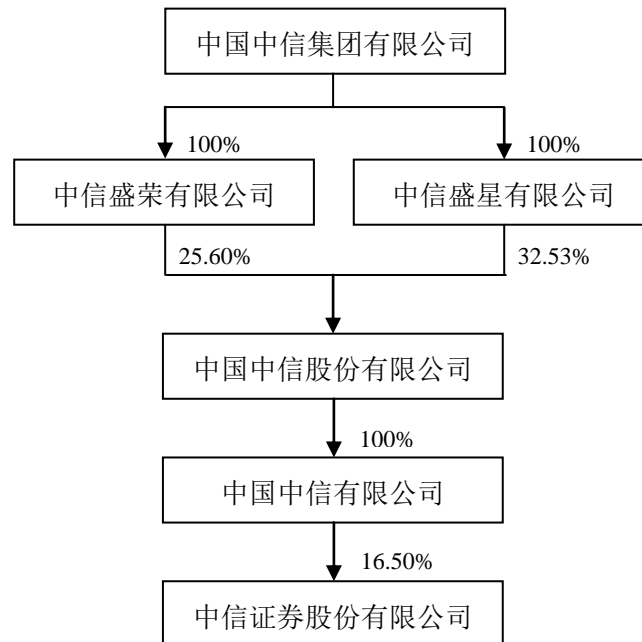 中国中信集团有限公司
100%
100%
中信盛荣有限公司
中信盛星有限公司
25.60%
32.53%
中国中信股份有限公司
100%
中国中信有限公司
16.50%
中信证券股份有限公司